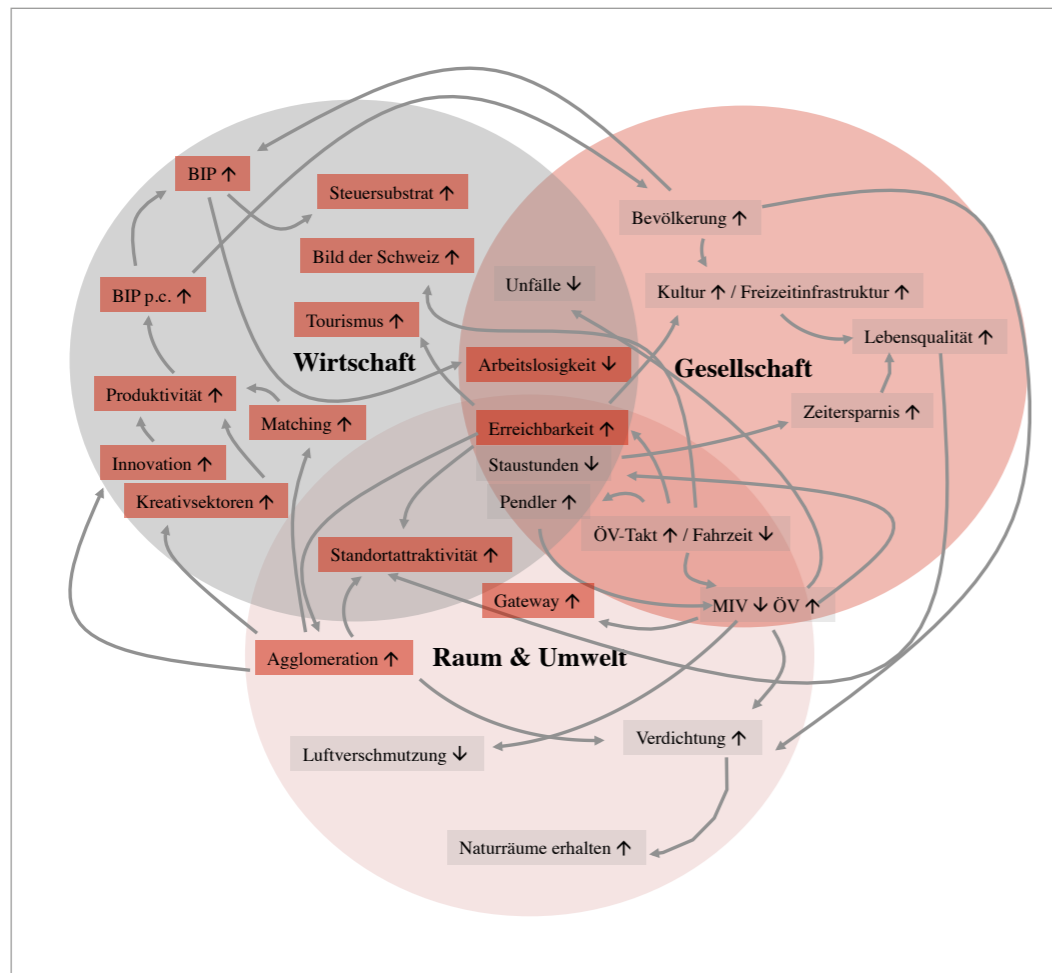 BIP ↑
Steuersubstrat ↑
Bevölkerung ↑
Bild der Schweiz ↑
Unfälle ↓
Kultur ↑ / Freizeitinfrastruktur ↑
BIP p.c. ↑
Tourismus ↑
Lebensqualität ↑
Wirtschaft
Arbeitslosigkeit ↓
Gesellschaft
Produktivität ↑
Matching ↑
Erreichbarkeit ↑
Zeitersparnis ↑
Innovation ↑
Staustunden ↓
Kreativsektoren ↑
Pendler ↑
ÖV-Takt ↑ / Fahrzeit ↓
Standortattraktivität ↑
Gateway ↑
MIV ↓ ÖV ↑
Agglomeration ↑
Raum & Umwelt
Luftverschmutzung ↓
Verdichtung ↑
Naturräume erhalten ↑